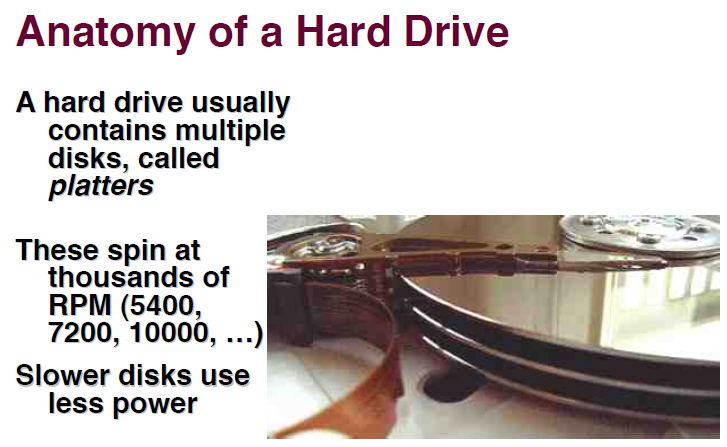 Anatomy of a Hard Drive
A hard drive usually
contains multiple
disks, called
platters
These spin at
thousands of
RPM (5400,
7200, 10000, …)
Slower disks use
less power